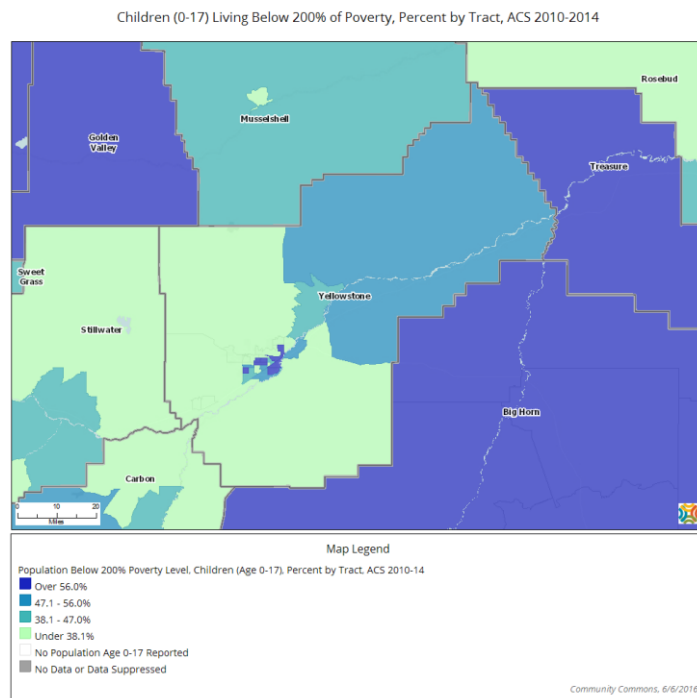 Children (0-17) Living Below 200% of Poverty, Percent by Tract, ACS 2010-2014
Rosebud
Musselshell
Golden
Valley
Treasure
Sweet
Grass
Yellowstone
Stillwater
Big Horn
Carbon
0 10 20
Miles
Map Legend
Population Below 200% Poverty Level, Children (Age 0-17), Percent by Tract, ACS 2010-14
Over 56.0%
47.1 - 56.0%
38.1 - 47.0%
Under 38.1%
No Population Age 0-17 Reported
No Data or Data Suppressed
Community Commons, 6/6/2016